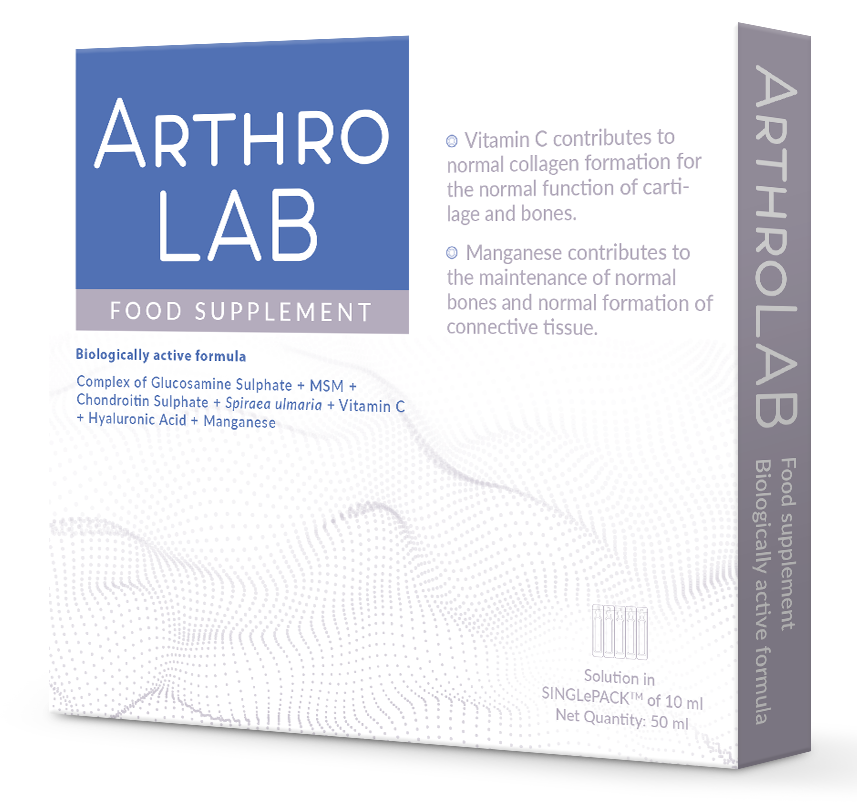 ARTHRO
LAB
FOOD SUPPLEMENT
Biologically active formula
Complex of Glucosamine Sulphate + MSM +
Chondroitin Sulphate + Spiraea ulmaria + Vitamin C
+ Hyaluronic Acid + Manganese
Vitamin C contributes to
normal collagen formation for
the normal function of carti-
lage and bones.
Manganese contributes to
the maintenance of normal
bones and normal formation of
connective tissue.
Solution in
SINGLePACK™ of 10 ml
Net Quantity: 50 ml
ARTHROLAB
Food supplement
Biologically active formula